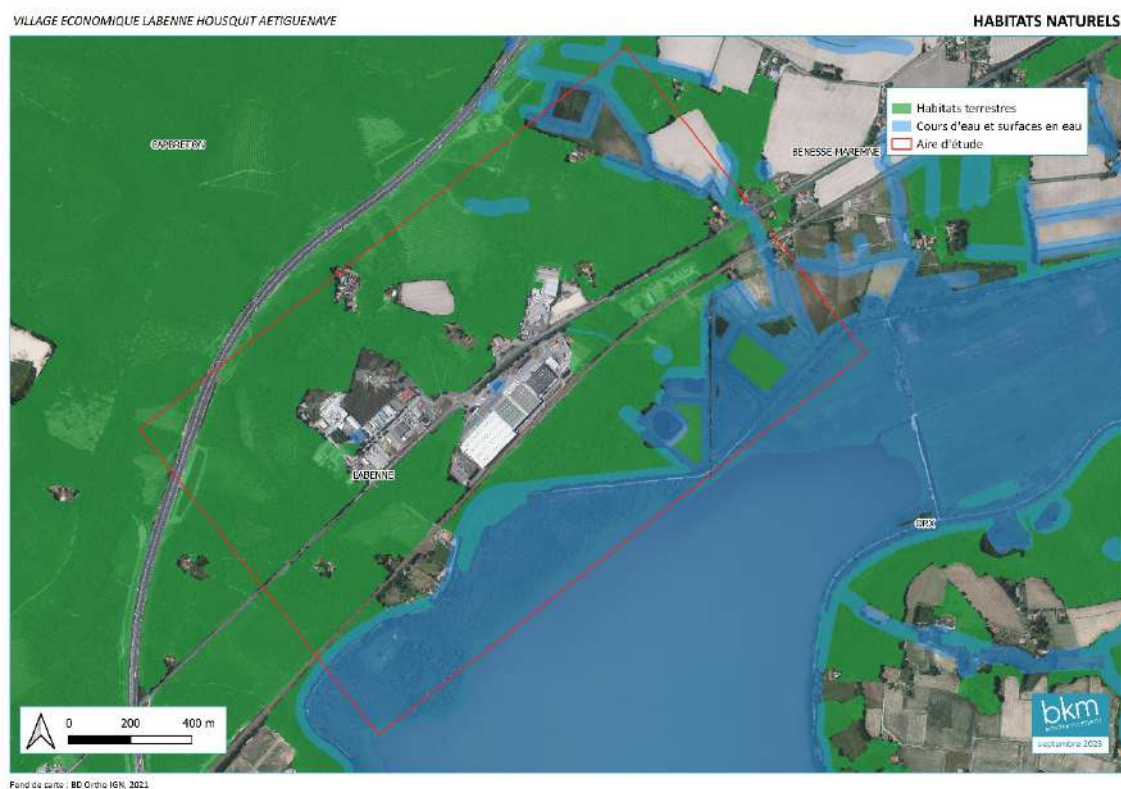 VILLAGE ECONOMIQUE LABENNE HOUSQUIT AETIGUENAVE
HABITATS NATURELS
Habitats terrestres
Cours d'eau et surfaces en eau
Aire d'étude
CAPBRETON
BENESSE-MAREMNE
LABENNE
ORX
0 200 400 m
bkm
environnement
septembre 2023
Fond de carte : BD Ortho IGN, 2021